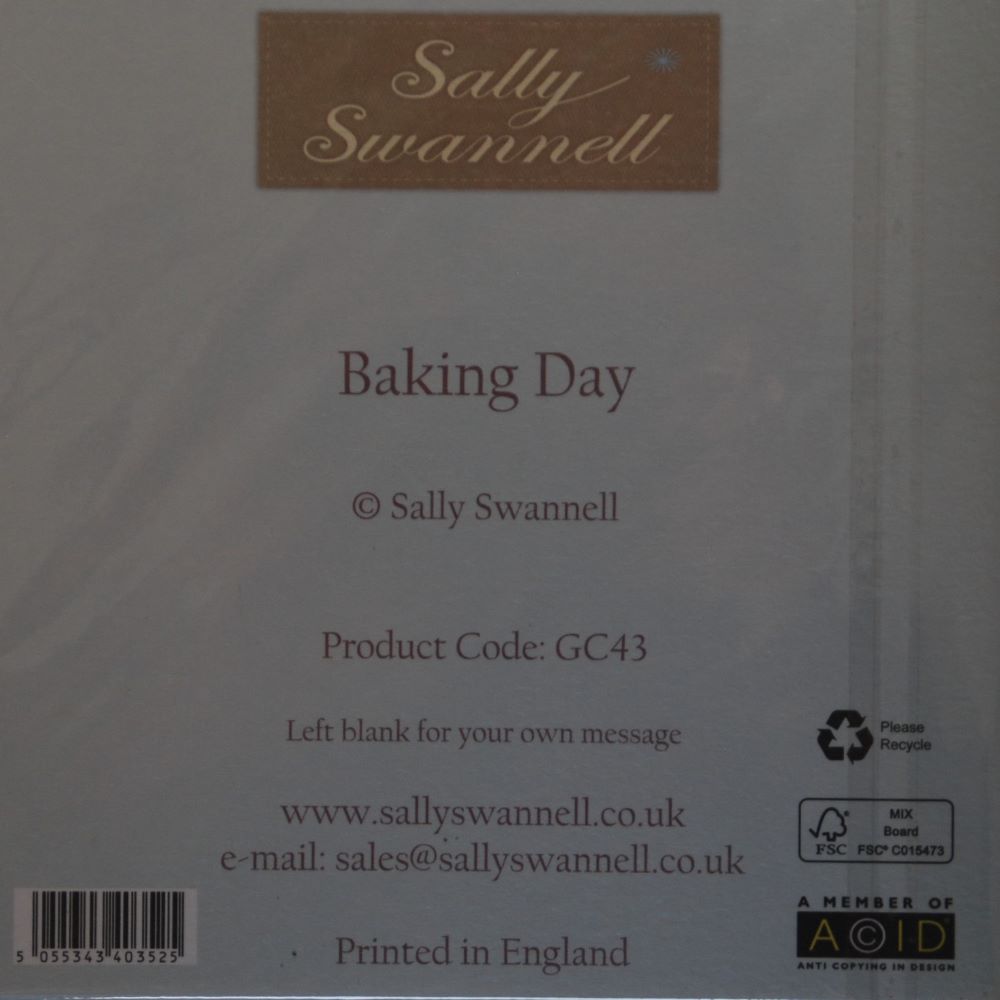 Sally
Swannell
Baking Day
© Sally Swannell
Product Code: GC43
Left blank for your own message
www.sallyswannell.co.uk
e-mail: sales@sallyswannell.co.uk
Printed in England
5 055343 403525
Please
Recycle
FSC
MIX
Board
FSC® C015473
A MEMBER OF
A©ID®
ANTI COPYING IN DESIGN